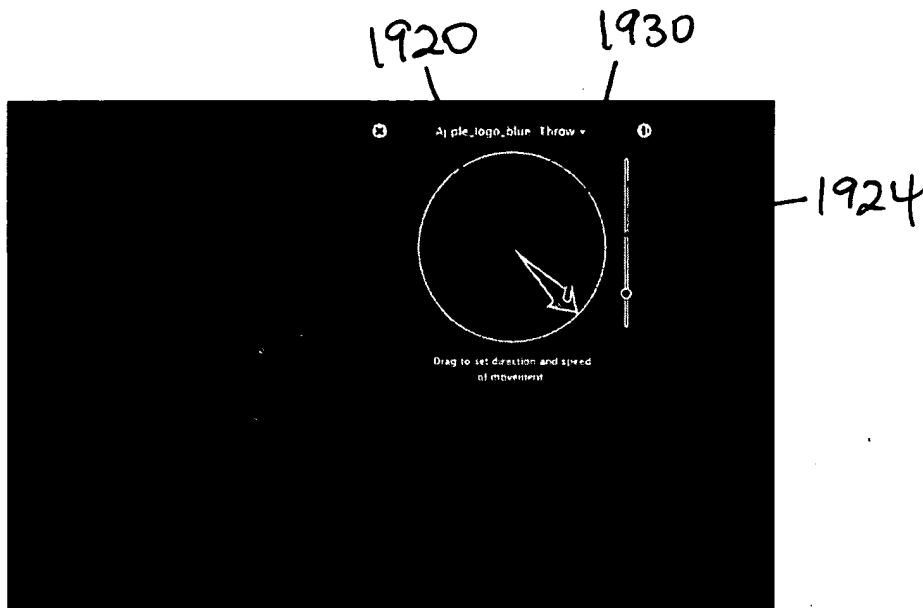 1920 1930
Apple_logo_blue: Throw
1924
Drag to set direction and speed
of movement